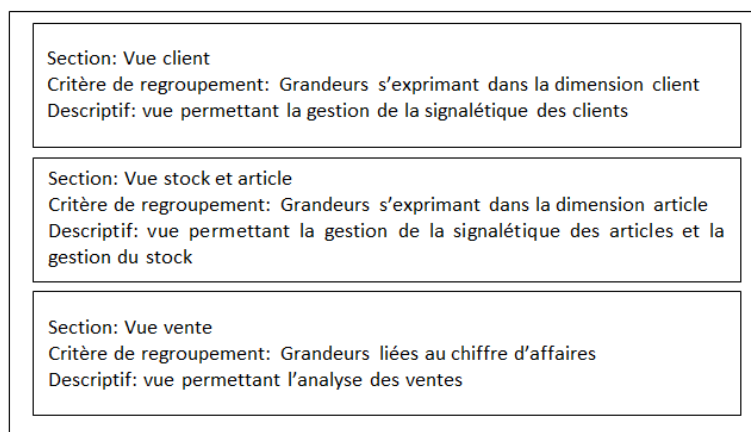 Section: Vue client
Critère de regroupement: Grandeurs s’exprimant dans la dimension client
Descriptif: vue permettant la gestion de la signalétique des clients
Section: Vue stock et article
Critère de regroupement: Grandeurs s’exprimant dans la dimension article
Descriptif: vue permettant la gestion de la signalétique des articles et la
gestion du stock
Section: Vue vente
Critère de regroupement: Grandeurs liées au chiffre d’affaires
Descriptif: vue permettant l’analyse des ventes